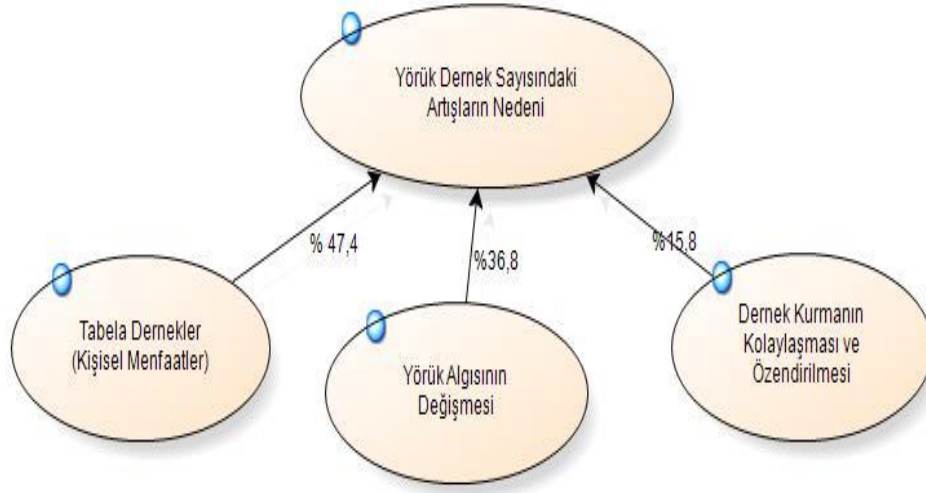 Yörük Dernek Sayısındaki
Artışların Nedeni
% 47,4
%36,8
%15,8
Tabela Dernekler
(Kişisel Menfaatler)
Yörük Algısının
Değişmesi
Dernek Kurmanın
Kolaylaşması ve
Özendirilmesi